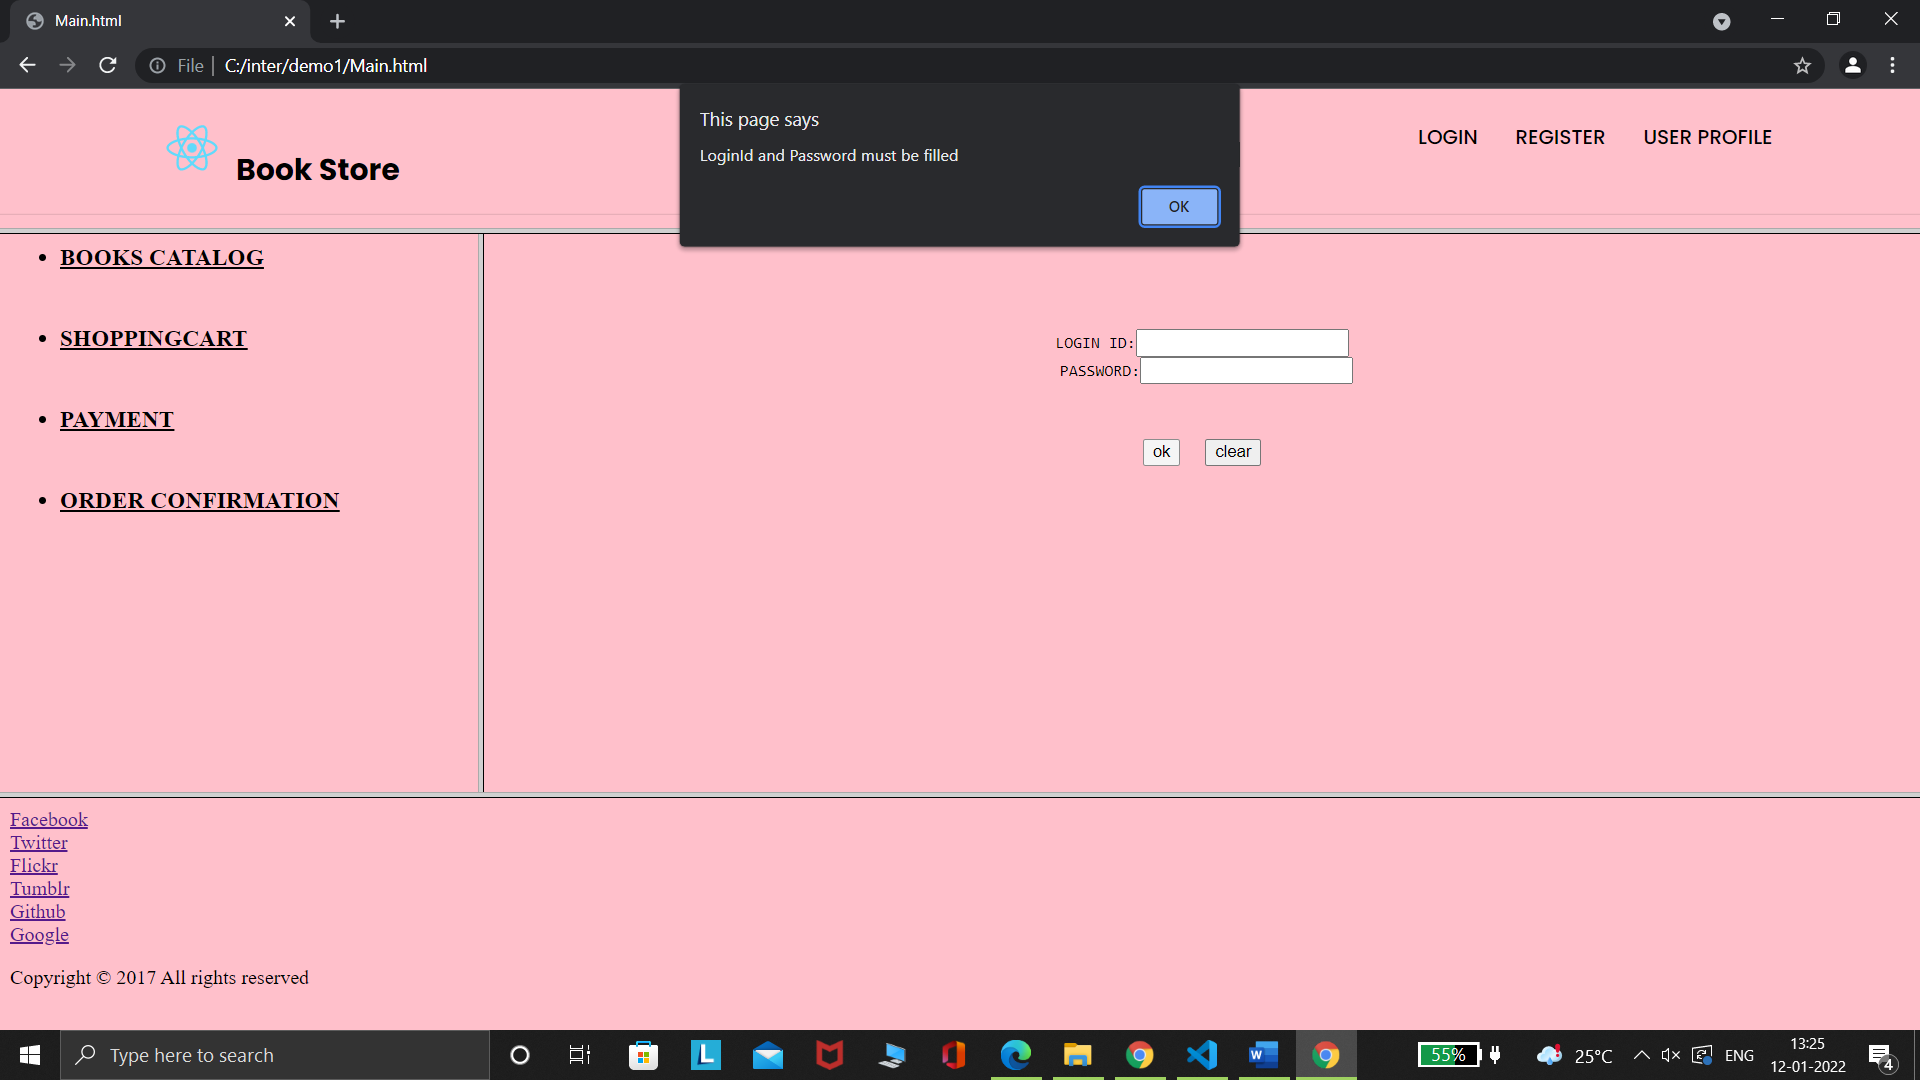 Main.html
File
C:/inter/demo1/Main.html
This page says
LoginId and Password must be filled
OK
Book Store
LOGIN REGISTER USER PROFILE
BOOKS CATALOG
SHOPPINGCART
PAYMENT
ORDER CONFIRMATION
LOGIN ID:
PASSWORD:
ok clear
Facebook
Twitter
Flickr
Tumblr
Github
Google
Copyright © 2017 All rights reserved
Type here to search
L
W
55%
25°C
ENG
13:25
12-01-2022
4